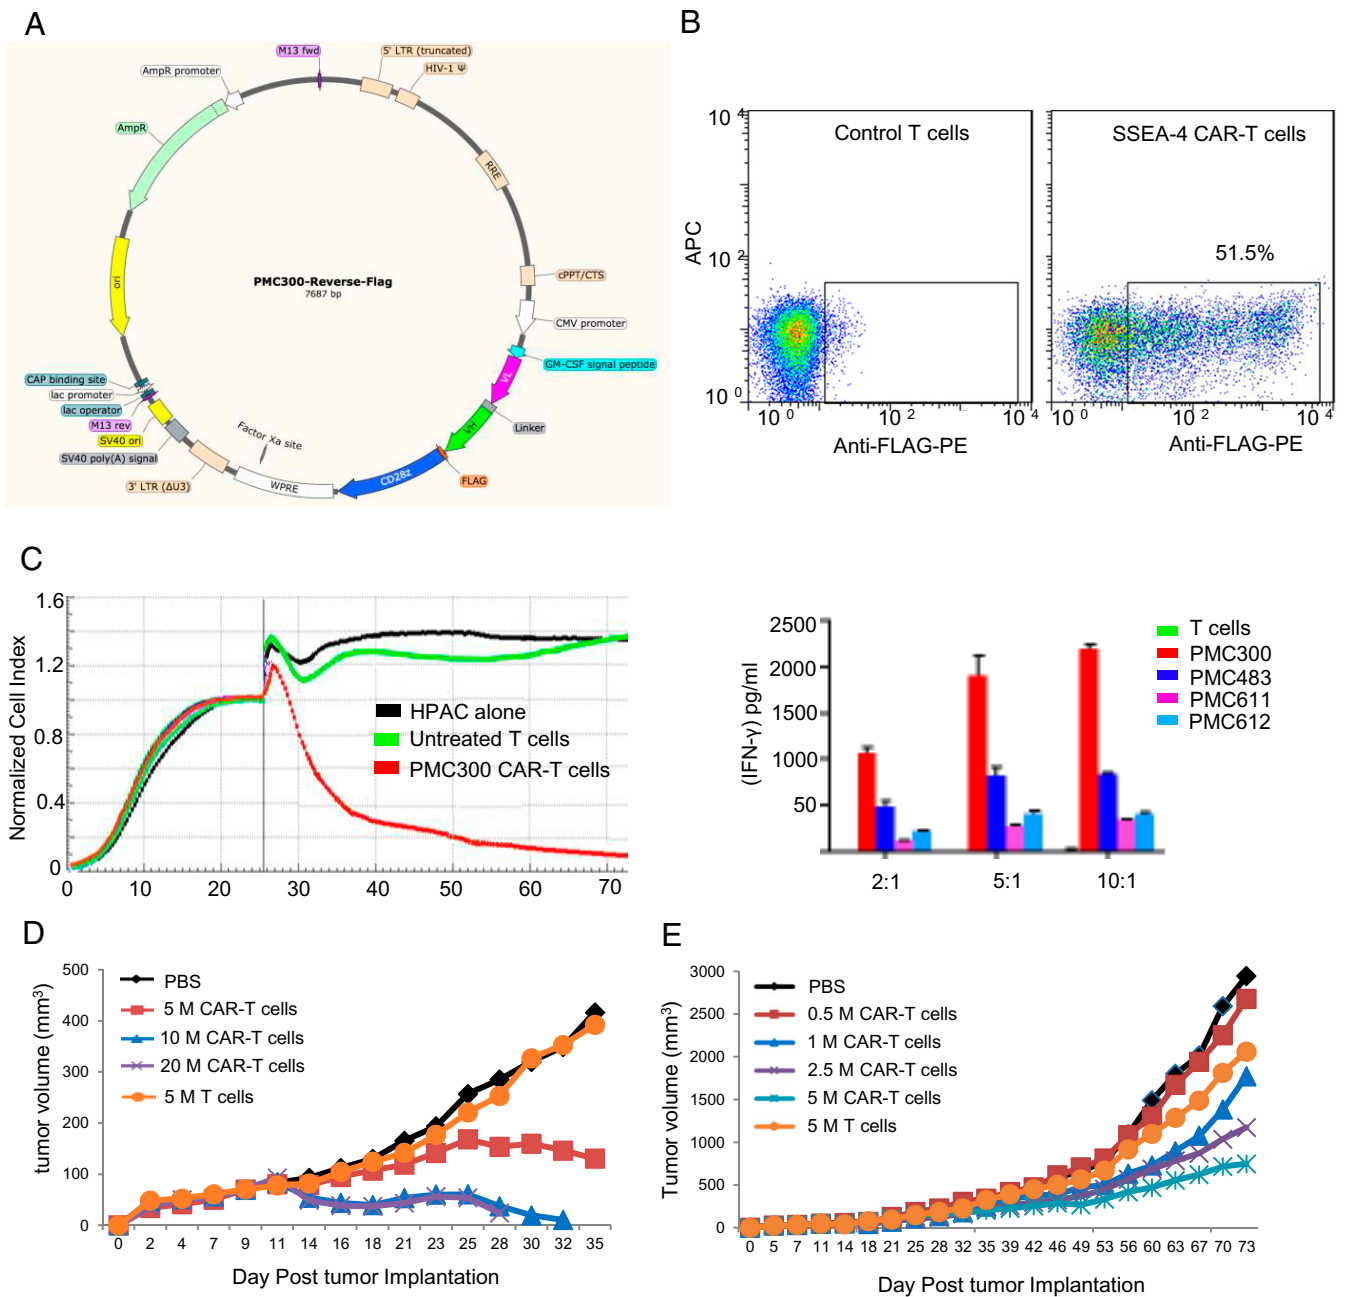 A
M13 fwd
5' LTR (truncated)
HIV-1 Ψ
AmpR promoter
AmpR
RRE
ori
PMC300-Reverse-Flag
7687 bp
cPPT/CTS
CMV promoter
GM-CSF signal peptide
VL
CAP binding site
lac promoter
lac operator
M13 rev
SV40 ori
SV40 poly(A) signal
Factor Xa site
3' LTR (ΔU3)
WPRE
CD28z
FLAG
VH
Linker
B
Control T cells
SSEA-4 CAR-T cells
51.5%
APC
10 4
10 2
10 0
10 0
10 2
10 4
10 0
10 2
10 4
Anti-FLAG-PE
Anti-FLAG-PE
C
Normalized Cell Index
1.6
1.2
0.8
0.4
0
HPAC alone
Untreated T cells
PMC300 CAR-T cells
0 10 20 30 40 50 60 70
(IFN-γ) pg/ml
2500
2000
1500
1000
50
T cells
PMC300
PMC483
PMC611
PMC612
2:1 5:1 10:1
D
tumor volume (mm3)
500
400
300
200
100
0
PBS
5 M CAR-T cells
10 M CAR-T cells
20 M CAR-T cells
5 M T cells
0 2 4 7 9 11 14 16 18 21 23 25 28 30 32 35
Day Post tumor Implantation
E
Tumor volume (mm3)
3000
2500
2000
1500
1000
500
0
PBS
0.5 M CAR-T cells
1 M CAR-T cells
2.5 M CAR-T cells
5 M CAR-T cells
5 M T cells
0 5 7 11 14 18 21 25 28 32 35 39 42 46 49 53 56 60 63 67 70 73
Day Post tumor Implantation